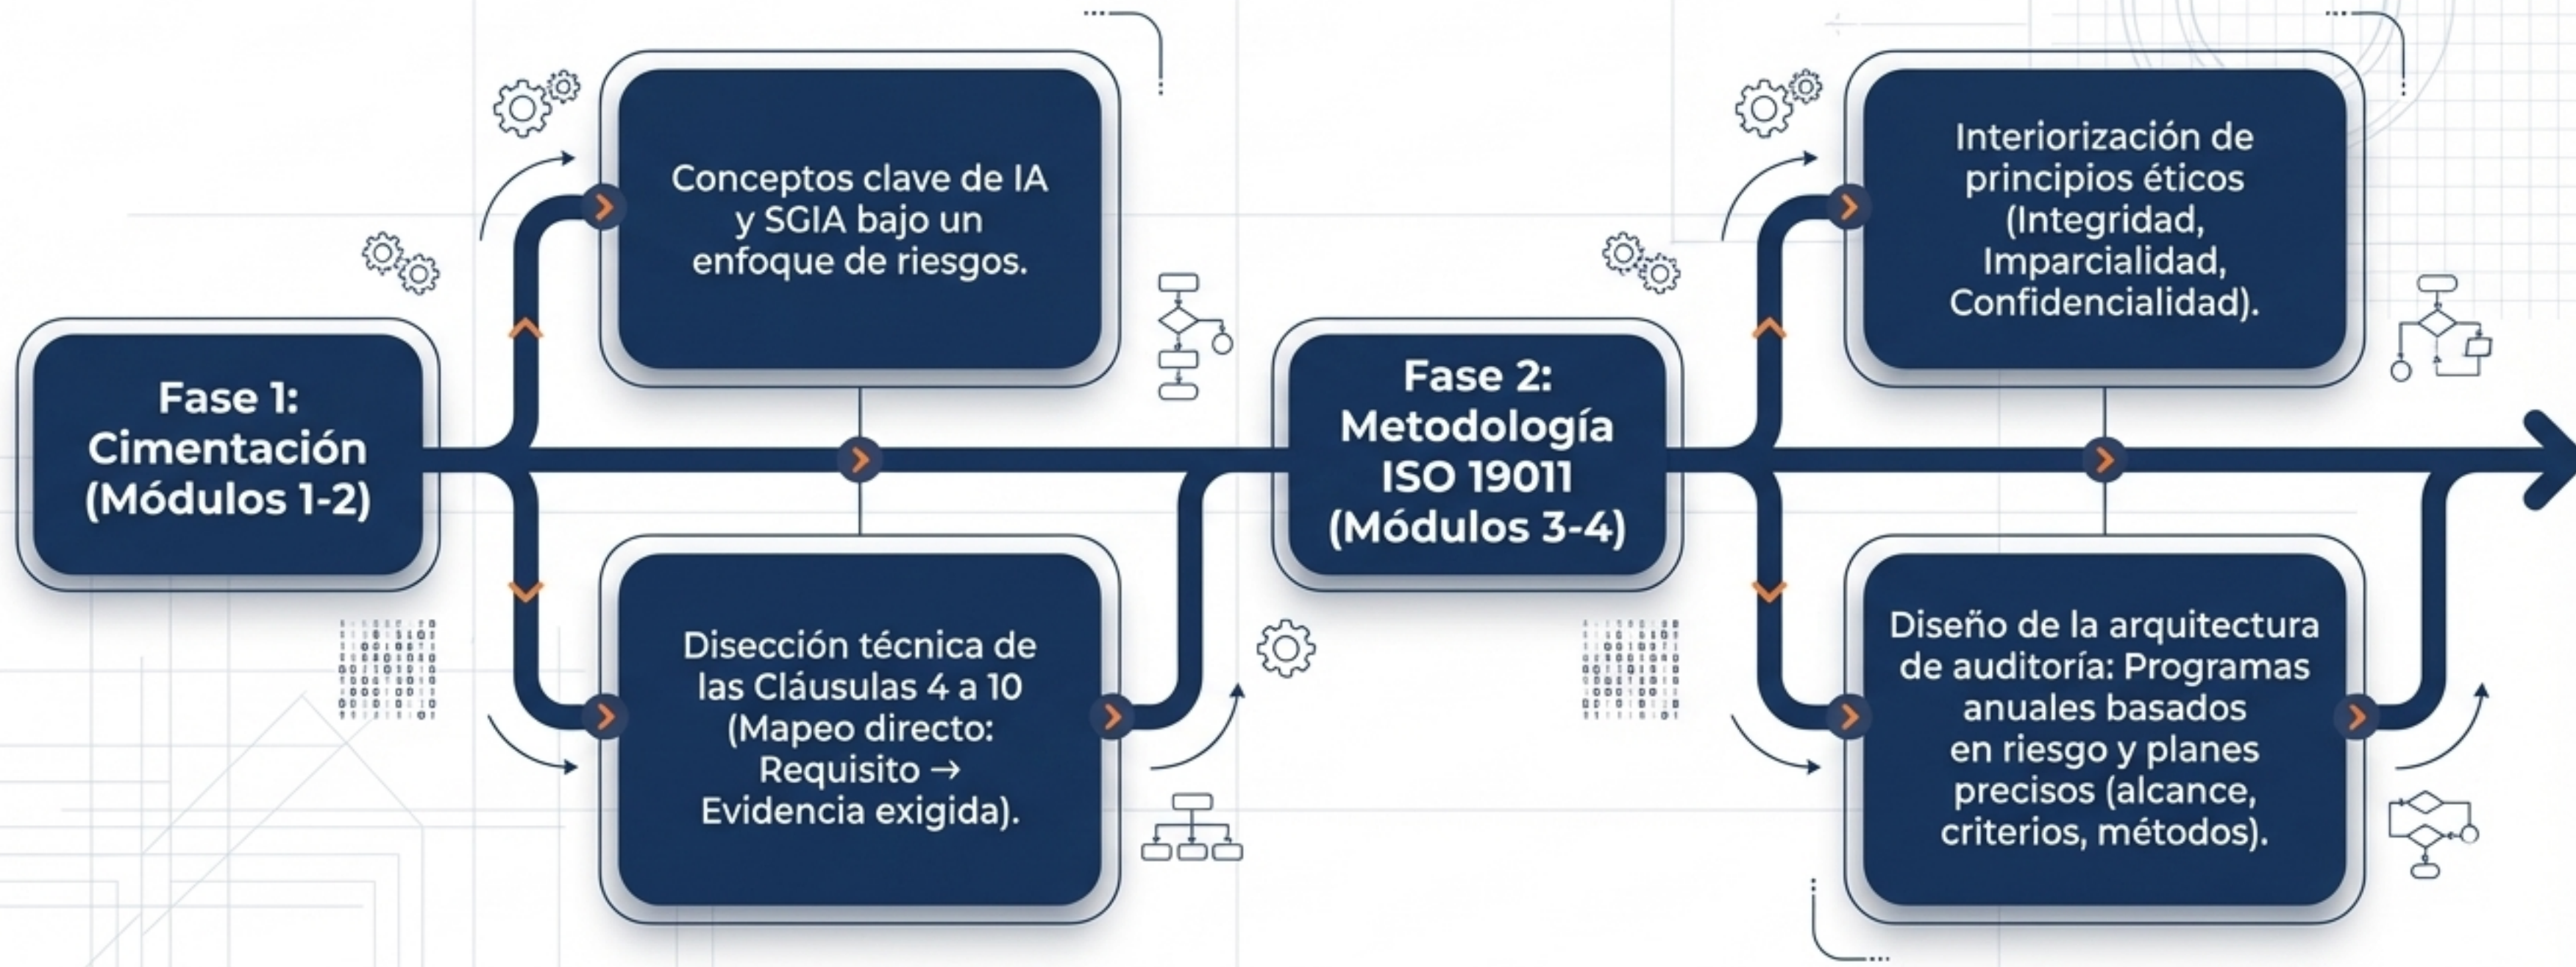 Fase 1:
Cimentación
(Módulos 1-2)
Conceptos clave de IA
y SGIA bajo un
enfoque de riesgos.
Disección técnica de
las Cláusulas 4 a 10
(Mapeo directo:
Requisito →
Evidencia exigida).
Fase 2:
Metodología
ISO 19011
(Módulos 3-4)
Interiorización de
principios éticos
(Integridad,
Imparcialidad,
Confidencialidad).
Diseño de la arquitectura
de auditoría: Programas
anuales basados
en riesgo y planes
precisos (alcance,
criterios, métodos).